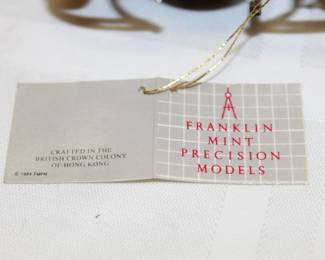 CRAFTED IN THE
BRITISH CROWN COLONY
OF HONG KONG
FRANKLIN
MINT
PRECISION
MODELS